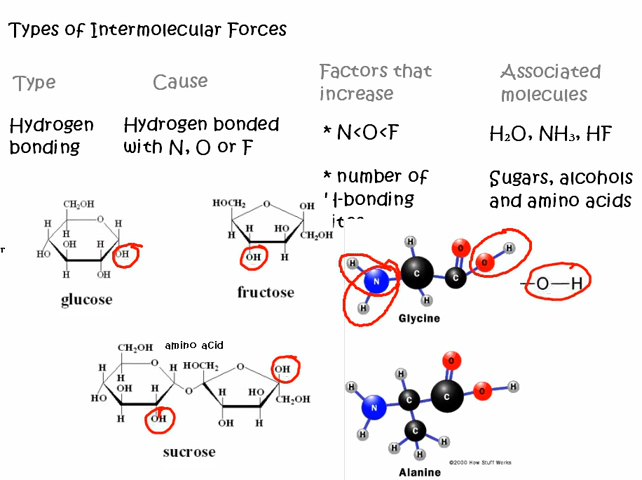 Types of Intermolecular Forces
Type
Cause
Factors that
increase
Associated
molecules
Hydrogen
bonding
Hydrogen bonded
with N, O or F
* N<O<F
H₂O, NH₃, HF
* number of
H-bonding
sites
Sugars, alcohols
and amino acids
r
CH₂OH
O
H
H
H
OH
H
HO
OH
H
OH
glucose
HOCH₂
O
OH
H
HO
H
CH₂OH
OH
H
fructose
H
H
N
H
C
H
O
C
O
H
Glycine
—O—H
amino acid
CH₂OH
O
H
H
H
OH
H
HO
H
OH
O
HOCH₂
O
OH
H
H
HO
CH₂OH
OH
H
sucrose
H
N
H
H
C
C
O
O
H
H
C
H
H
Alanine
©2000 How Stuff Works